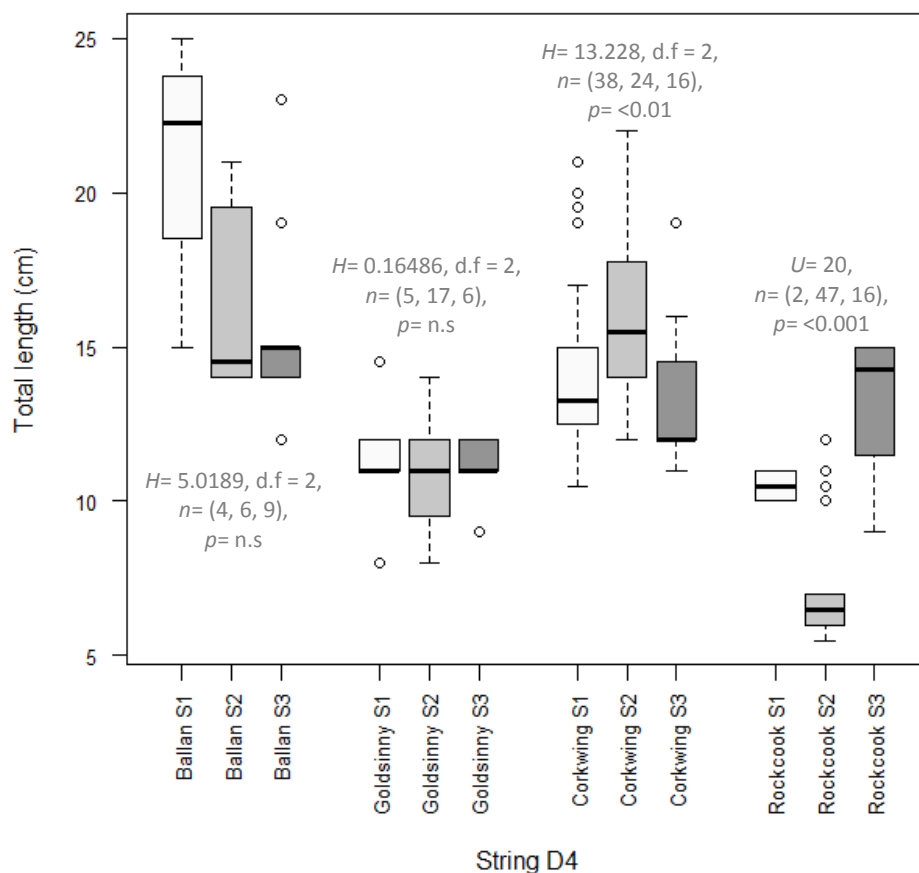 Total length (cm)
25
20
15
10
5
H= 5.0189, d.f = 2,
n= (4, 6, 9),
p= n.s
H= 0.16486, d.f = 2,
n= (5, 17, 6),
p= n.s
H= 13.228, d.f = 2,
n= (38, 24, 16),
p= <0.01
U= 20,
n= (2, 47, 16),
p= <0.001
Ballan S1
Ballan S2
Ballan S3
Goldsinny S1
Goldsinny S2
Goldsinny S3
Corkwing S1
Corkwing S2
Corkwing S3
Rockcook S1
Rockcook S2
Rockcook S3
String D4